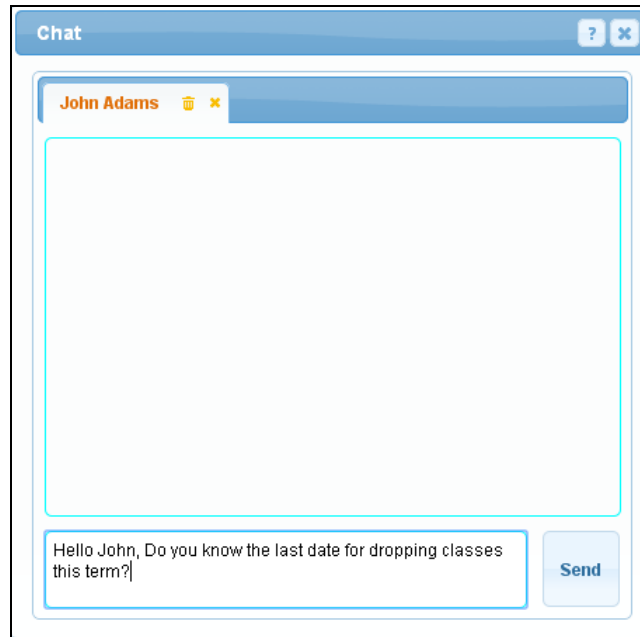 Chat
?
John Adams
Hello John, Do you know the last date for dropping classes
this term?
Send